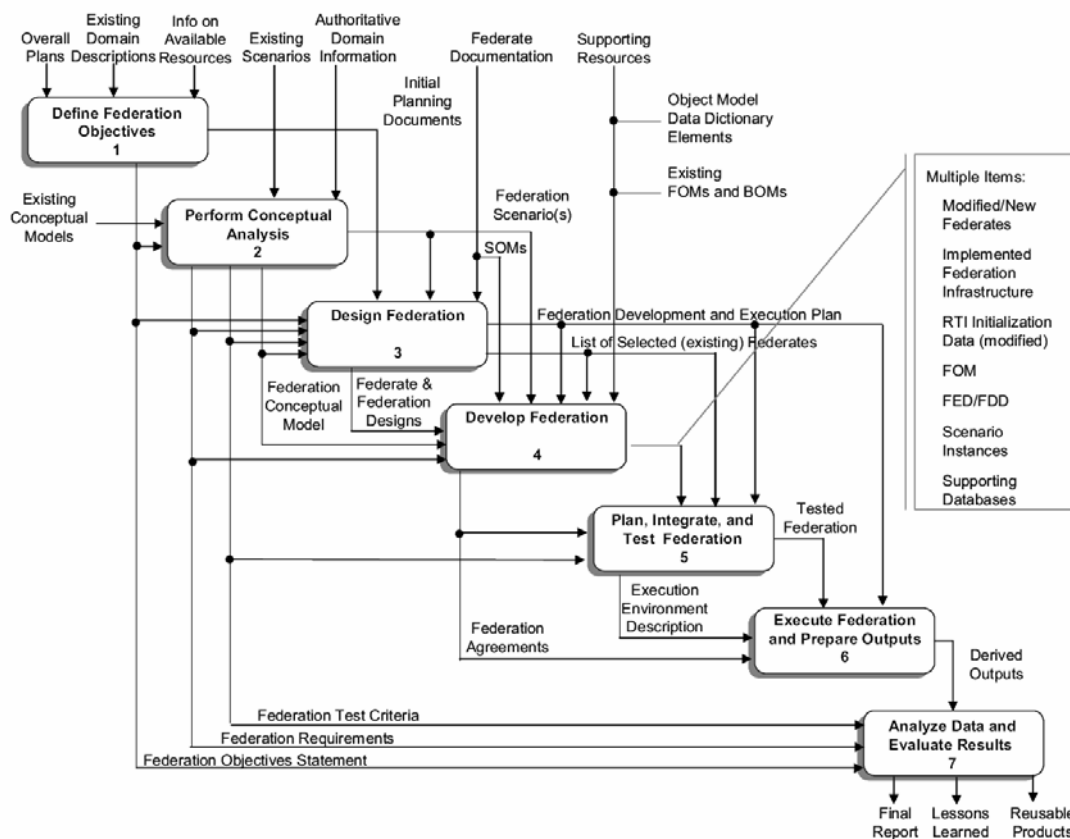 Overall
Plans
Existing
Domain
Descriptions
Info on
Available
Resources
Existing
Scenarios
Authoritative
Domain
Information
Federate
Documentation
Supporting
Resources
Initial
Planning
Documents
Object Model
Data Dictionary
Elements
Define Federation
Objectives
1
Existing
FOMs and BOMs
Multiple Items:
Modified/New
Federates
Implemented
Federation
Infrastructure
RTI Initialization
Data (modified)
FOM
FED/FDD
Scenario
Instances
Supporting
Databases
Existing
Conceptual
Models
Perform Conceptual
Analysis
2
Federation
Scenario(s)
SOMs
Design Federation
3
Federation Development and Execution Plan
List of Selected (existing) Federates
Federation
Conceptual
Model
Federate &
Federation
Designs
Develop Federation
4
Plan, Integrate, and
Test Federation
5
Tested
Federation
Execution
Environment
Description
Federation
Agreements
Execute Federation
and Prepare Outputs
6
Derived
Outputs
Federation Test Criteria
Federation Requirements
Federation Objectives Statement
Analyze Data and
Evaluate Results
7
Final
Report
Lessons
Learned
Reusable
Products